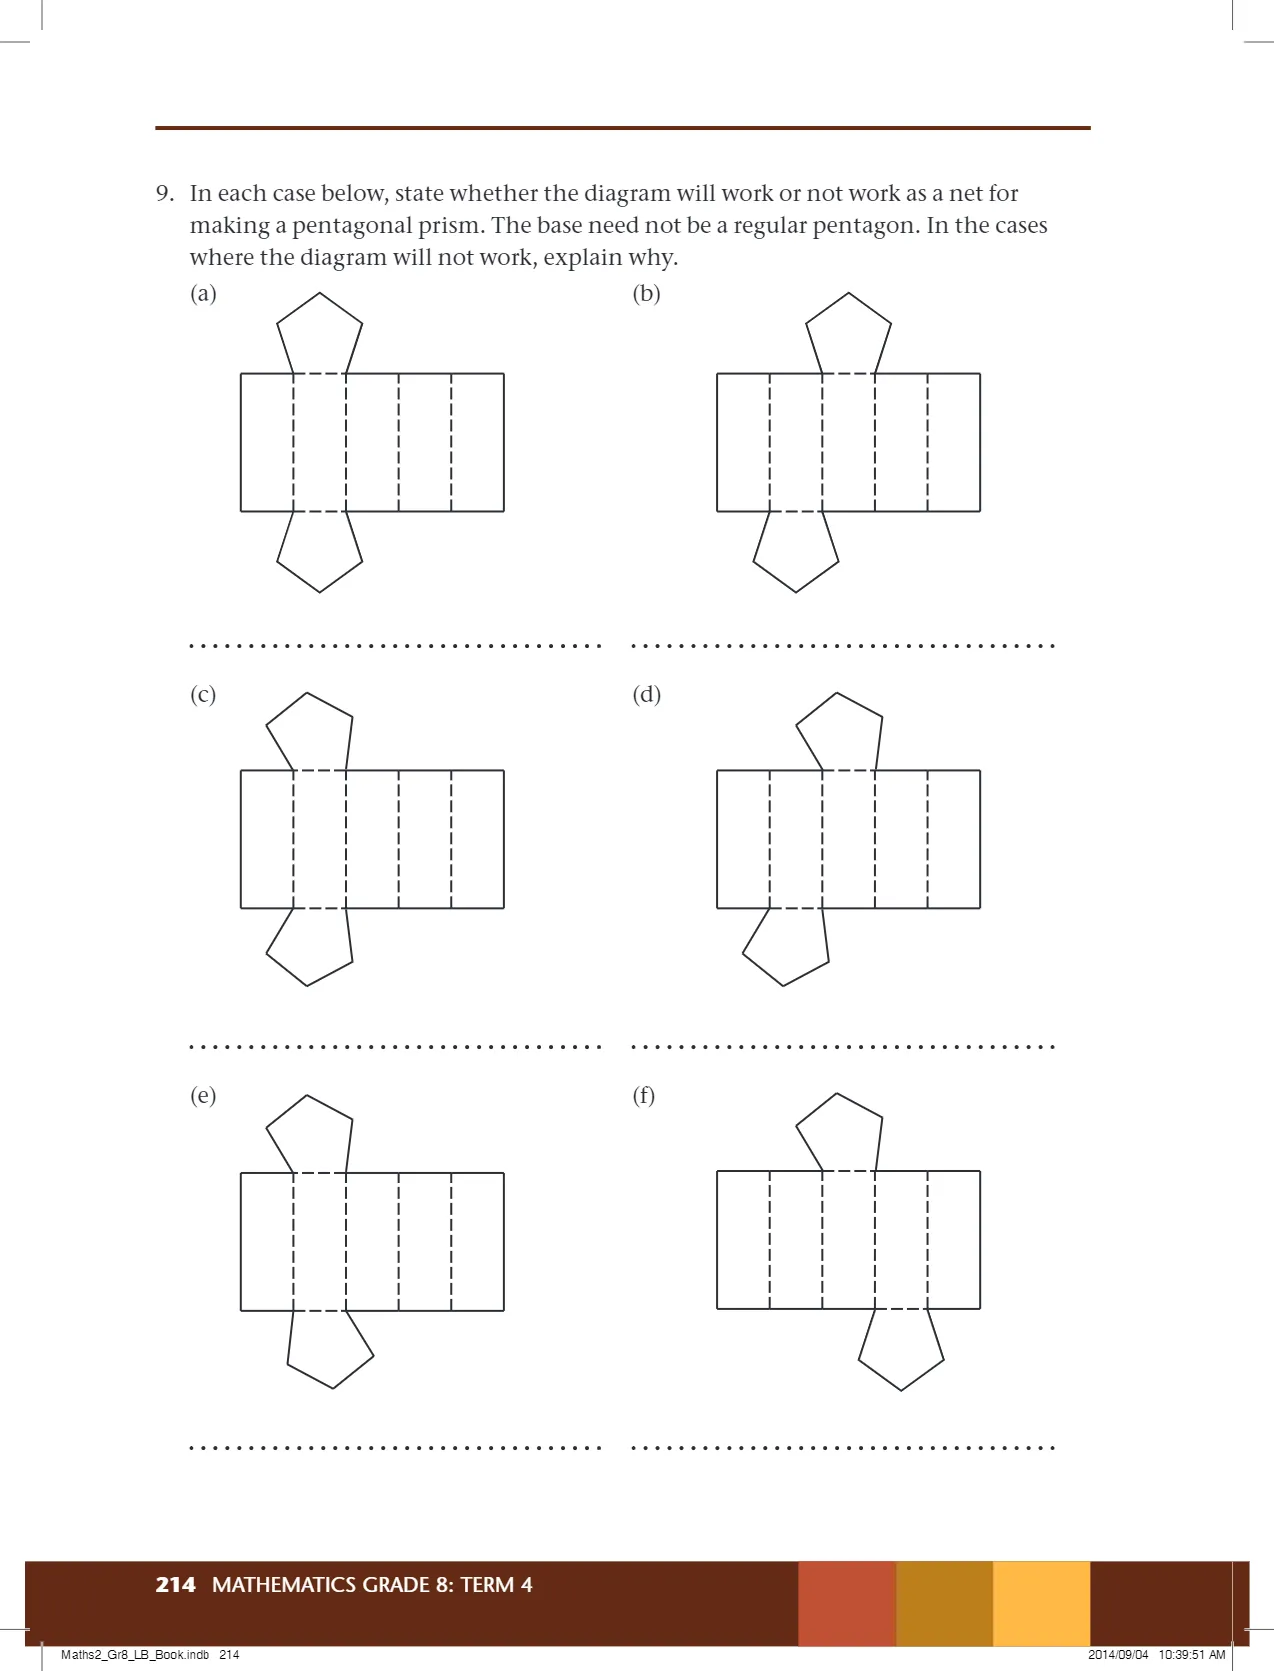 9. In each case below, state whether the diagram will work or not work as a net for
making a pentagonal prism. The base need not be a regular pentagon. In the cases
where the diagram will not work, explain why.
(a)
(b)
(c)
(d)
(e)
(f)
214 MATHEMATICS GRADE 8: TERM 4
Maths2_Gr8_LB_Book.indb 214
2014/09/04 10:39:51 AM